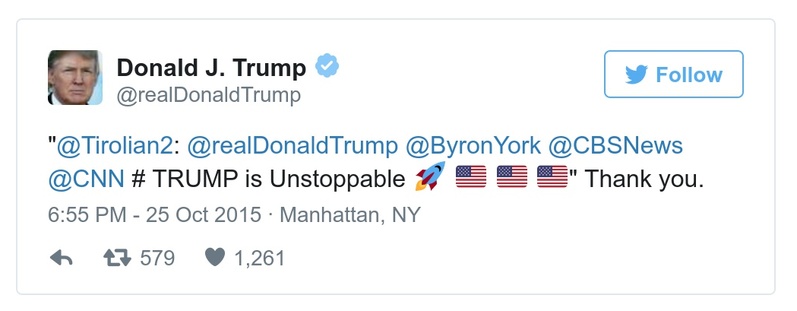 Donald J. Trump
@realDonaldTrump
Follow
"@Tirolian2: @realDonaldTrump @ByronYork @CBSNews
@CNN # TRUMP is Unstoppable 🚀 🇺🇸 🇺🇸 🇺🇸" Thank you.
6:55 PM - 25 Oct 2015 · Manhattan, NY
579 1,261